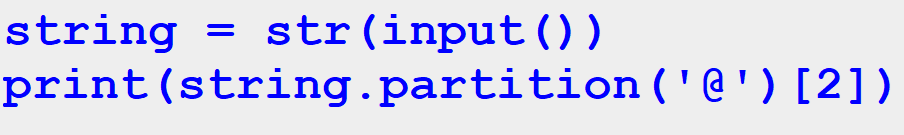 string = str(input())
print(string.partition('@')[2])